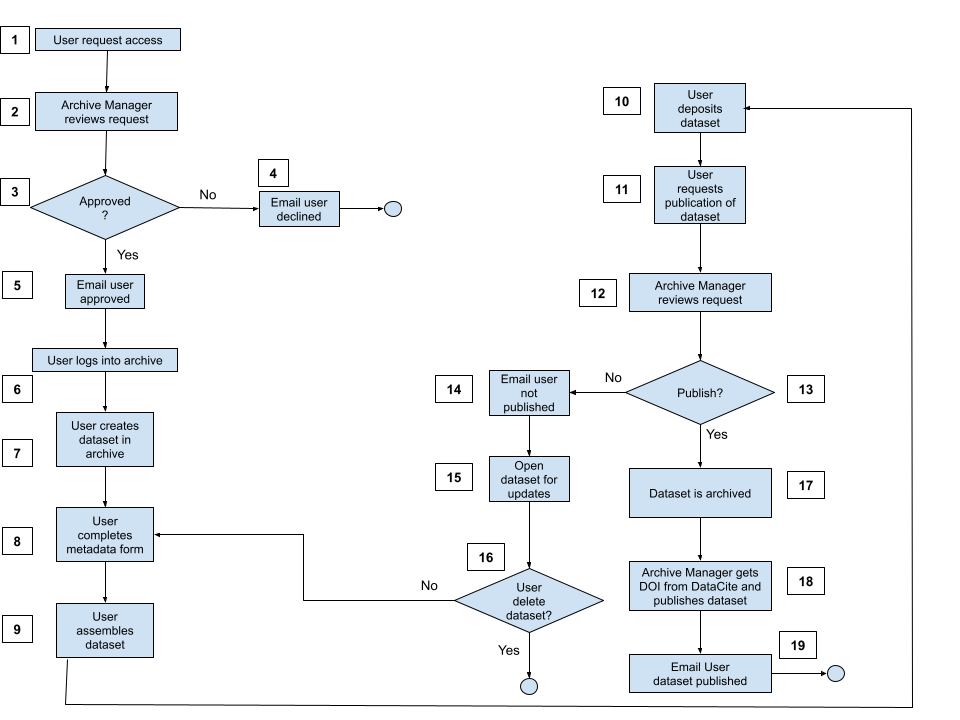 1
User request access
2
Archive Manager
reviews request
3
Approved
?
No
4
Email user
declined
Yes
5
Email user
approved
User logs into archive
6
7
User creates
dataset in
archive
8
User
completes
metadata form
9
User
assembles
dataset
10
User
deposits
dataset
11
User
requests
publication of
dataset
12
Archive Manager
reviews request
13
Publish?
No
14
Email user
not
published
15
Open
dataset for
updates
16
User
delete
dataset?
No
Yes
Yes
17
Dataset is archived
18
Archive Manager gets
DOI from DataCite and
publishes dataset
19
Email User
dataset published